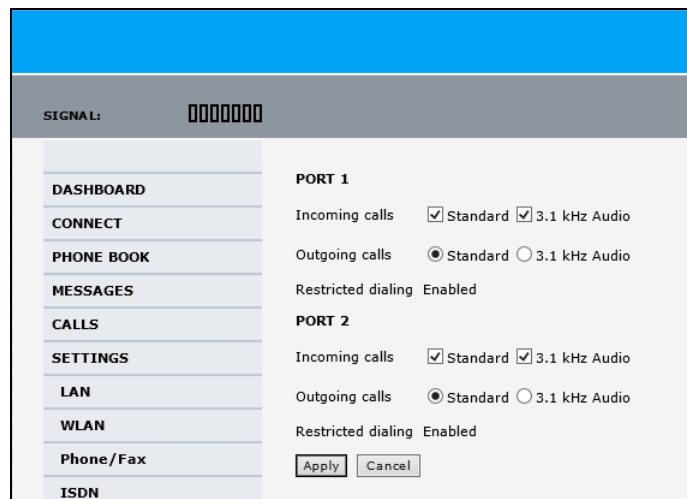 SIGNAL:
DASHBOARD
CONNECT
PHONE BOOK
MESSAGES
CALLS
SETTINGS
LAN
WLAN
Phone/Fax
ISDN
PORT 1
Incoming calls Standard 3.1 kHz Audio
Outgoing calls Standard 3.1 kHz Audio
Restricted dialing Enabled
PORT 2
Incoming calls Standard 3.1 kHz Audio
Outgoing calls Standard 3.1 kHz Audio
Restricted dialing Enabled
Apply Cancel